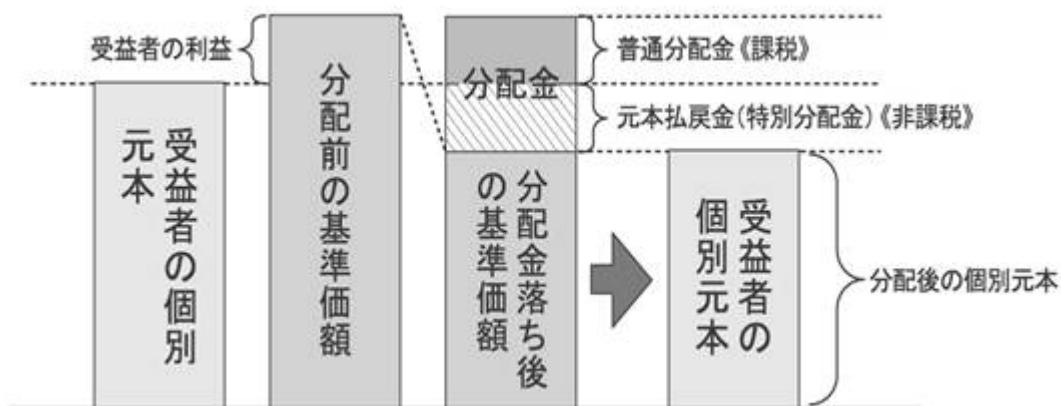 受益者の利益
受益者の個別
元本
分配前の基準価額
分配金
分配金落ち後
の基準価額
普通分配金《課税》
元本払戻金(特別分配金)《非課税》
受益者の
個別元本
分配後の個別元本